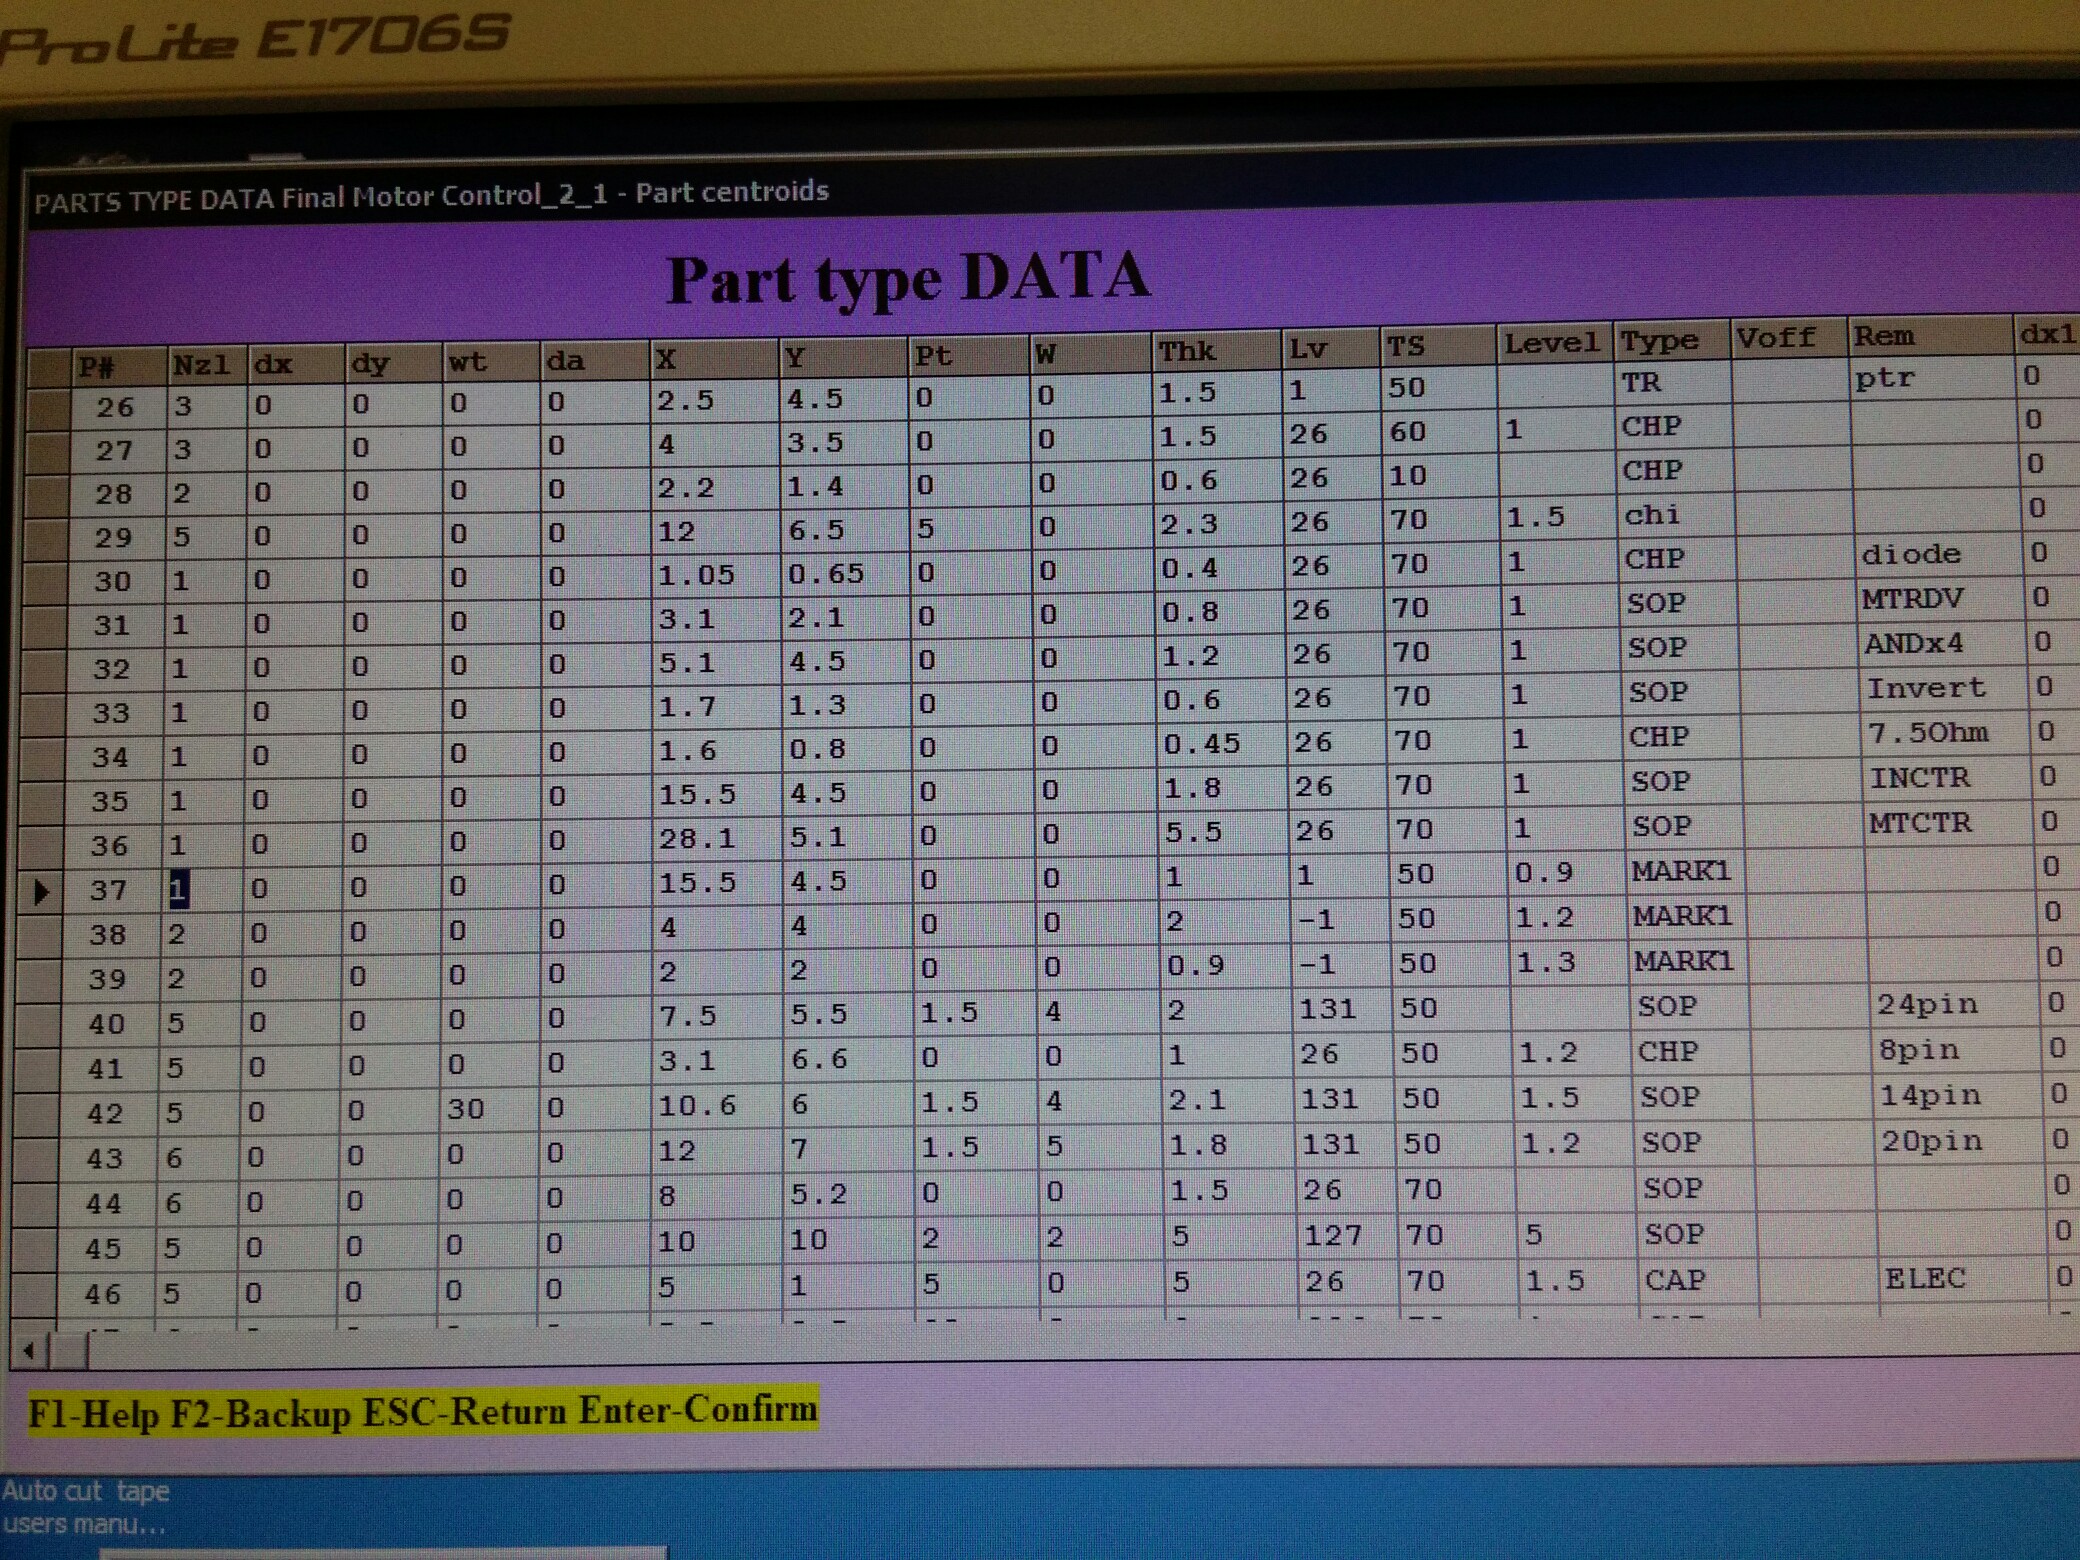 ProLite E1706S
PARTS TYPE DATA Final Motor Control_2_1 - Part centroids
Part type DATA
P# Nzl dx dy wt da X Y Pt W Thk Lv TS Level Type Voff Rem dx1
26 3 0 0 0 0 2.5 4.5 0 0 1.5 1 50 TR ptr 0
27 3 0 0 0 0 4 3.5 0 0 1.5 26 60 1 CHP 0
28 2 0 0 0 0 2.2 1.4 0 0 0.6 26 10 CHP 0
29 5 0 0 0 0 12 6.5 5 0 2.3 26 70 1.5 chi 0
30 1 0 0 0 0 1.05 0.65 0 0 0.4 26 70 1 CHP diode 0
31 1 0 0 0 0 3.1 2.1 0 0 0.8 26 70 1 SOP MTRDV 0
32 1 0 0 0 0 5.1 4.5 0 0 1.2 26 70 1 SOP ANDx4 0
33 1 0 0 0 0 1.7 1.3 0 0 0.6 26 70 1 SOP Invert 0
34 1 0 0 0 0 1.6 0.8 0 0 0.45 26 70 1 CHP 7.5Ohm 0
35 1 0 0 0 0 15.5 4.5 0 0 1.8 26 70 1 SOP INCTR 0
36 1 0 0 0 0 28.1 5.1 0 0 5.5 26 70 1 SOP MTCTR 0
37 1 0 0 0 0 15.5 4.5 0 0 1 1 50 0.9 MARK1 0
38 2 0 0 0 0 4 4 0 0 2 -1 50 1.2 MARK1 0
39 2 0 0 0 0 2 2 0 0 0.9 -1 50 1.3 MARK1 0
40 5 0 0 0 0 7.5 5.5 1.5 4 2 131 50 SOP 24pin 0
41 5 0 0 0 0 3.1 6.6 0 0 1 26 50 1.2 CHP 8pin 0
42 5 0 0 30 0 10.6 6 1.5 4 2.1 131 50 1.5 SOP 14pin 0
43 6 0 0 0 0 12 7 1.5 5 1.8 131 50 1.2 SOP 20pin 0
44 6 0 0 0 0 8 5.2 0 0 1.5 26 70 SOP 0
45 5 0 0 0 0 10 10 2 2 5 127 70 5 SOP 0
46 5 0 0 0 0 5 1 5 0 5 26 70 1.5 CAP ELEC 0
F1-Help F2-Backup ESC-Return Enter-Confirm
Auto cut tape
users manu...